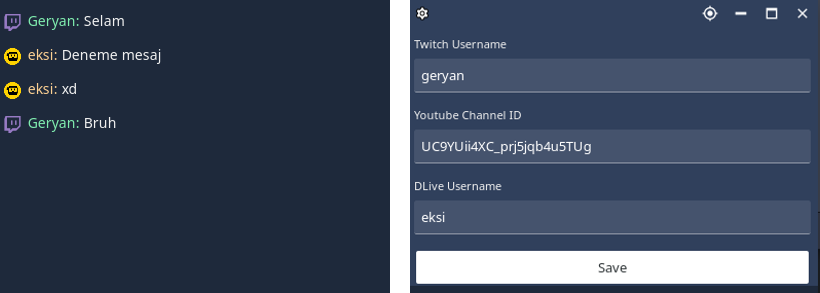 Geryan: Selam
eksi: Deneme mesaj
eksi: xd
Geryan: Bruh
Twitch Username
geryan
Youtube Channel ID
UC9YUii4XC_prj5jqb4u5TUg
DLive Username
eksi
Save